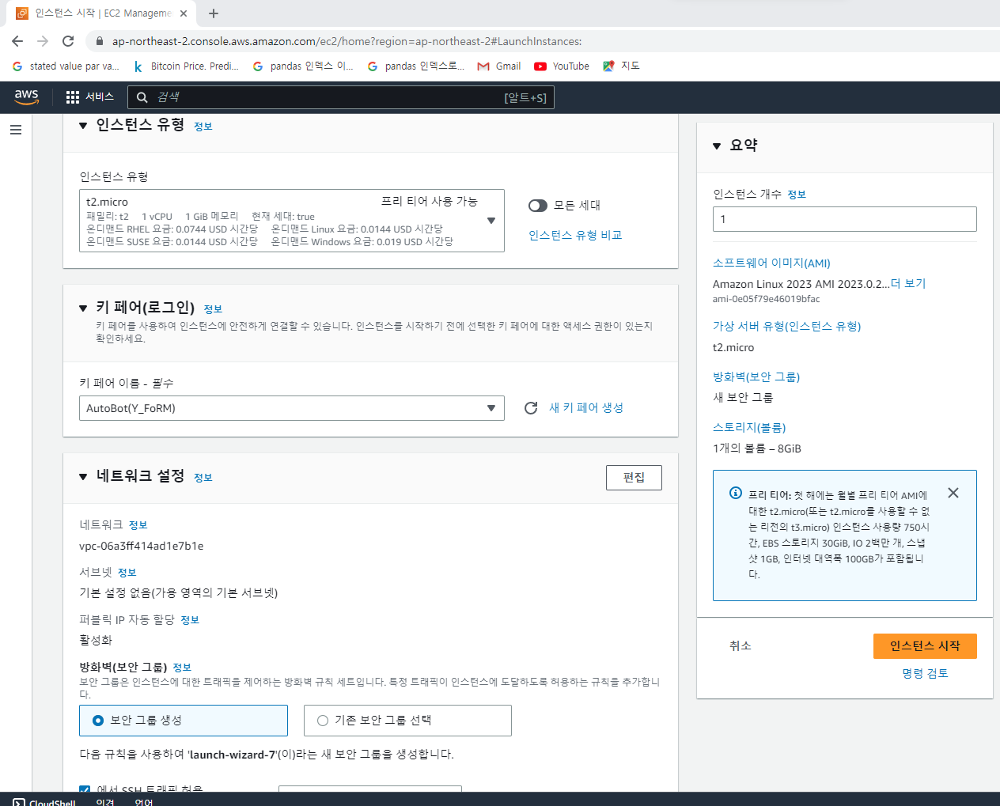 인스턴스 시작 | EC2 Manageme
ap-northeast-2.console.aws.amazon.com/ec2/home?region=ap-northeast-2#LaunchInstances:
stated value par va...
Bitcoin Price. Predi...
pandas 인덱스 이...
pandas 인덱스로...
Gmail
YouTube
지도
aws
서비스
검색
[알트+S]
인스턴스 유형 정보
인스턴스 유형
t2.micro 프리 티어 사용 가능
패밀리: t2 1 vCPU 1 GiB 메모리 현재 세대: true
온디맨드 RHEL 요금: 0.0744 USD 시간당 온디맨드 Linux 요금: 0.0144 USD 시간당
온디맨드 SUSE 요금: 0.0144 USD 시간당 온디맨드 Windows 요금: 0.019 USD 시간당
모든 세대
인스턴스 유형 비교
키 페어(로그인) 정보
키 페어를 사용하여 인스턴스에 안전하게 연결할 수 있습니다. 인스턴스를 시작하기 전에 선택한 키 페어에 대한 액세스 권한이 있는지
확인하세요.
키 페어 이름 - 필수
AutoBot(Y_FoRM)
새 키 페어 생성
네트워크 설정 정보
편집
네트워크 정보
vpc-06a3ff414ad1e7b1e
서브넷 정보
기본 설정 없음(가용 영역의 기본 서브넷)
퍼블릭 IP 자동 할당 정보
활성화
방화벽(보안 그룹) 정보
보안 그룹은 인스턴스에 대한 트래픽을 제어하는 방화벽 규칙 세트입니다. 특정 트래픽이 인스턴스에 도달하도록 허용하는 규칙을 추가합니
다.
보안 그룹 생성
기존 보안 그룹 선택
다음 규칙을 사용하여 'launch-wizard-7'(이)라는 새 보안 그룹을 생성합니다.
에서 SSH 트래픽 허용
요약
인스턴스 개수 정보
1
소프트웨어 이미지(AMI)
Amazon Linux 2023 AMI 2023.0.2...더 보기
ami-0e05f79e46019bfac
가상 서버 유형(인스턴스 유형)
t2.micro
방화벽(보안 그룹)
새 보안 그룹
스토리지(볼륨)
1개의 볼륨 – 8GiB
프리 티어: 첫 해에는 월별 프리 티어 AMI에
대한 t2.micro(또는 t2.micro를 사용할 수 없
는 리전의 t3.micro) 인스턴스 사용량 750시
간, EBS 스토리지 30GiB, IO 2백만 개, 스냅
샷 1GB, 인터넷 대역폭 100GB가 포함됩니
다.
취소
인스턴스 시작
명령 검토
CloudShell 의견 언어